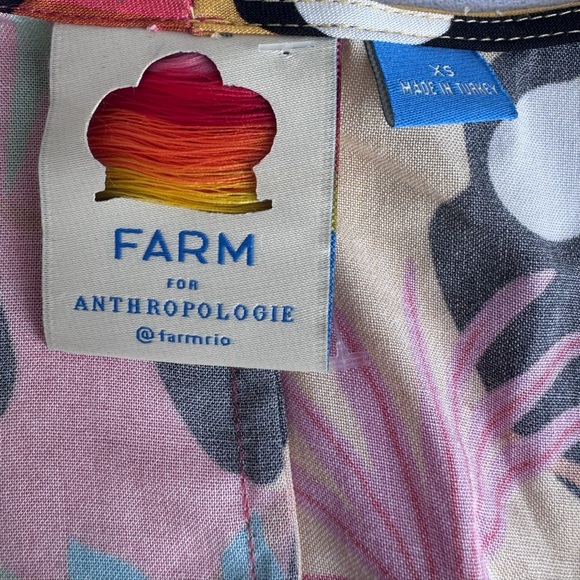 FARM
FOR
ANTHROPOLOGIE
@farmrio
XS
MADE IN TURKEY